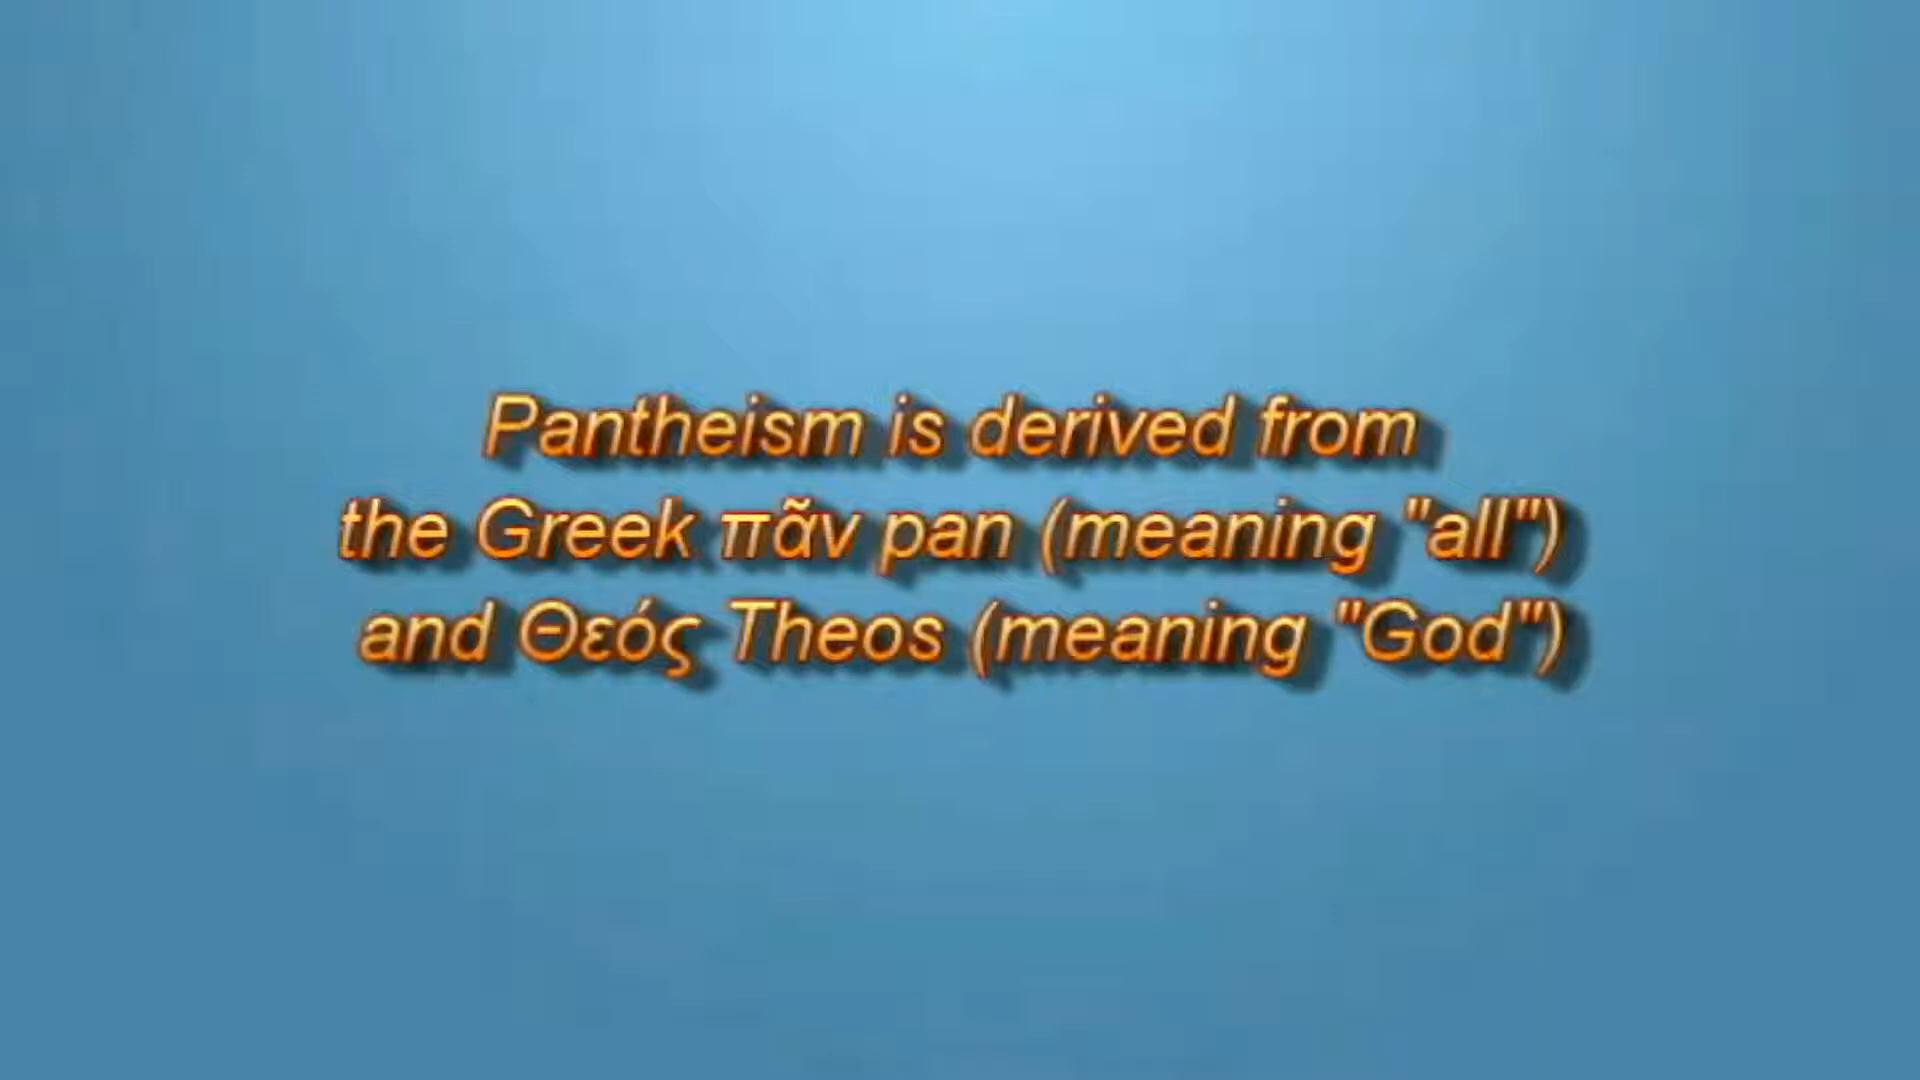 Pantheism is derived from
the Greek πᾶν pan (meaning "all")
and Θεός Theos (meaning "God")